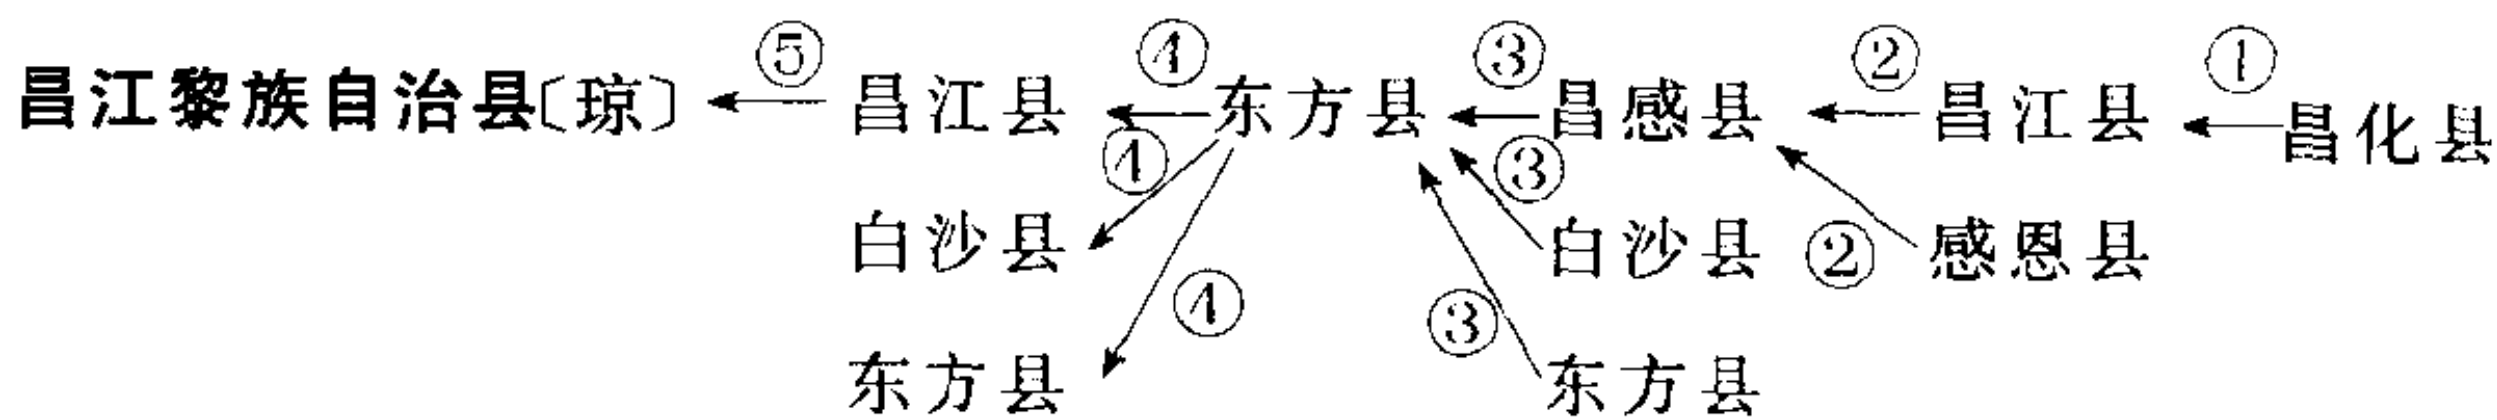 昌江黎族自治县〔琼〕 ⑤ 昌江县 ④ 东方县 ③ 昌感县 ② 昌江县 ① 昌化县
④ ③
白沙县 白沙县 ② 感恩县
④ ③
东方县 东方县